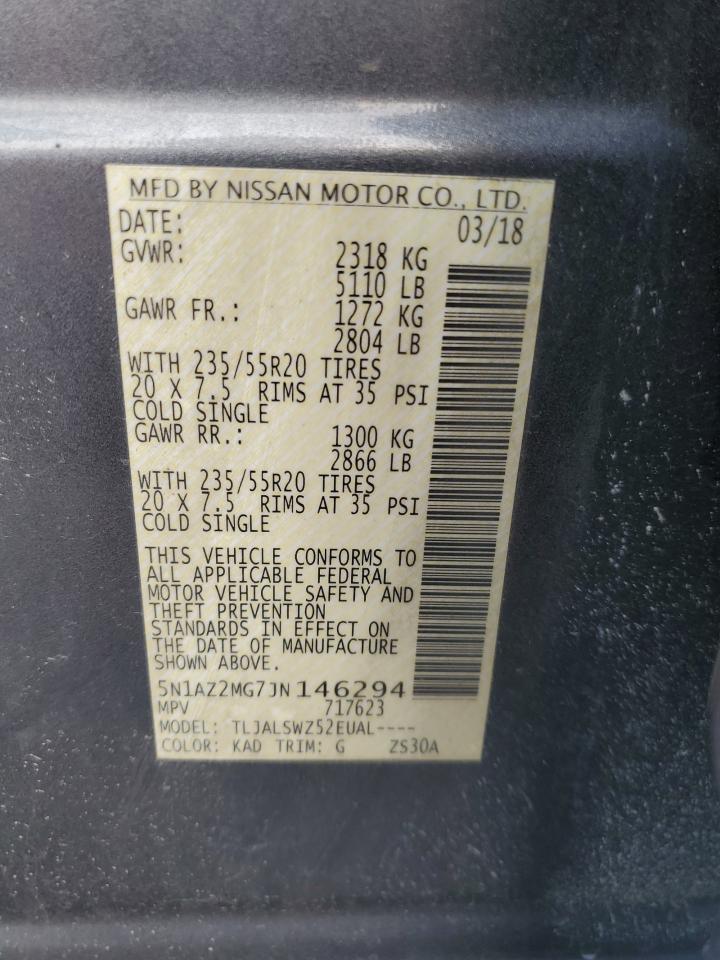 MFD BY NISSAN MOTOR CO., LTD.
DATE: 03/18
GVWR: 2318 KG
5110 LB
GAWR FR.: 1272 KG
2804 LB
WITH 235/55R20 TIRES
20 X 7.5 RIMS AT 35 PSI
COLD SINGLE
GAWR RR.: 1300 KG
2866 LB
WITH 235/55R20 TIRES
20 X 7.5 RIMS AT 35 PSI
COLD SINGLE
THIS VEHICLE CONFORMS TO
ALL APPLICABLE FEDERAL
MOTOR VEHICLE SAFETY AND
THEFT PREVENTION
STANDARDS IN EFFECT ON
THE DATE OF MANUFACTURE
SHOWN ABOVE.
5N1AZ2MG7JN146294
MPV 717623
MODEL: TLJALSWZ52EUAL----
COLOR: KAD TRIM: G ZS30A